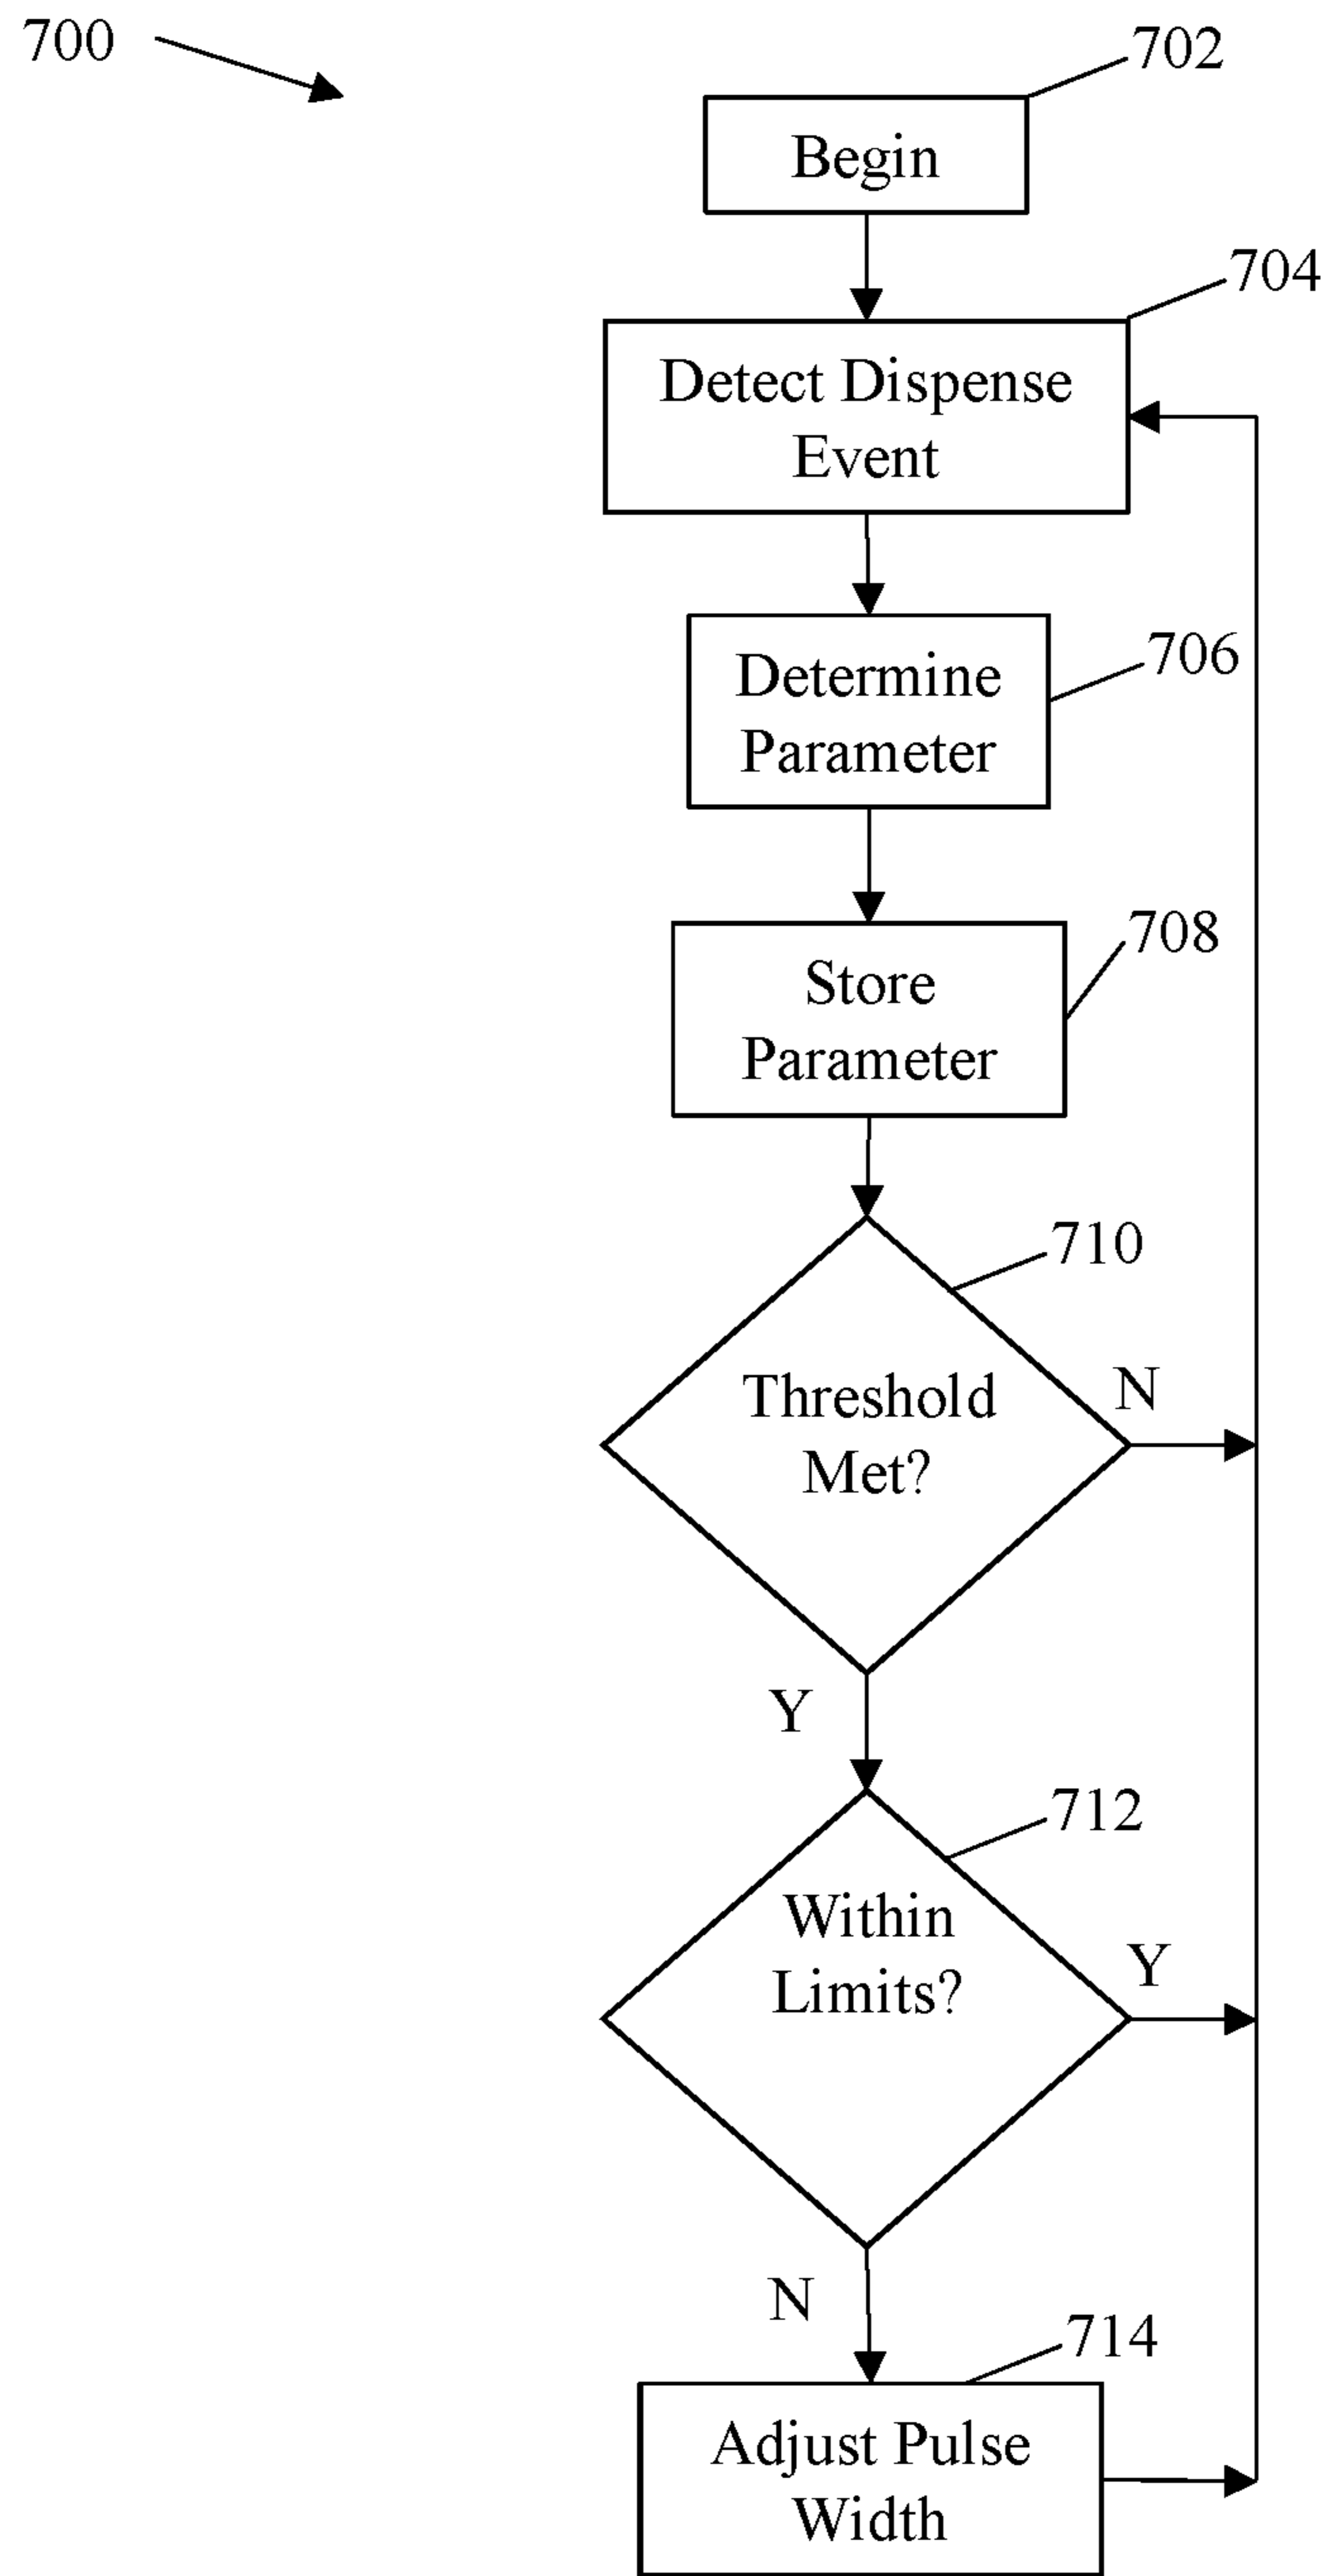 700
702
Begin
704
Detect Dispense
Event
706
Determine
Parameter
708
Store
Parameter
710
Threshold
Met?
N
Y
712
Within
Limits?
Y
N
714
Adjust Pulse
Width